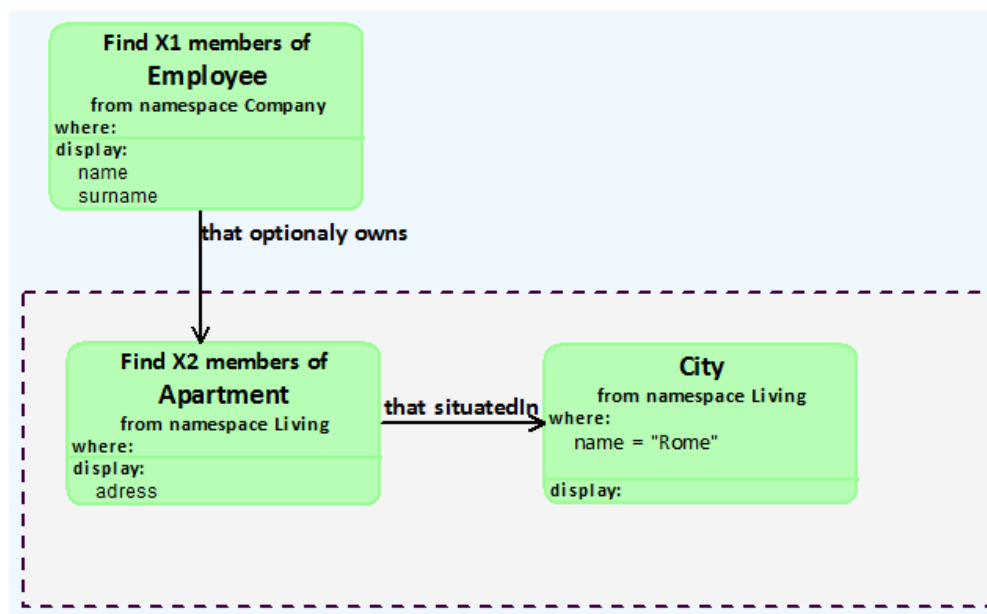 Find X1 members of
Employee
from namespace Company
where:
display:
name
surname
that optionaly owns
Find X2 members of
Apartment
from namespace Living
where:
display:
adress
that situatedIn
City
from namespace Living
where:
name = "Rome"
display: